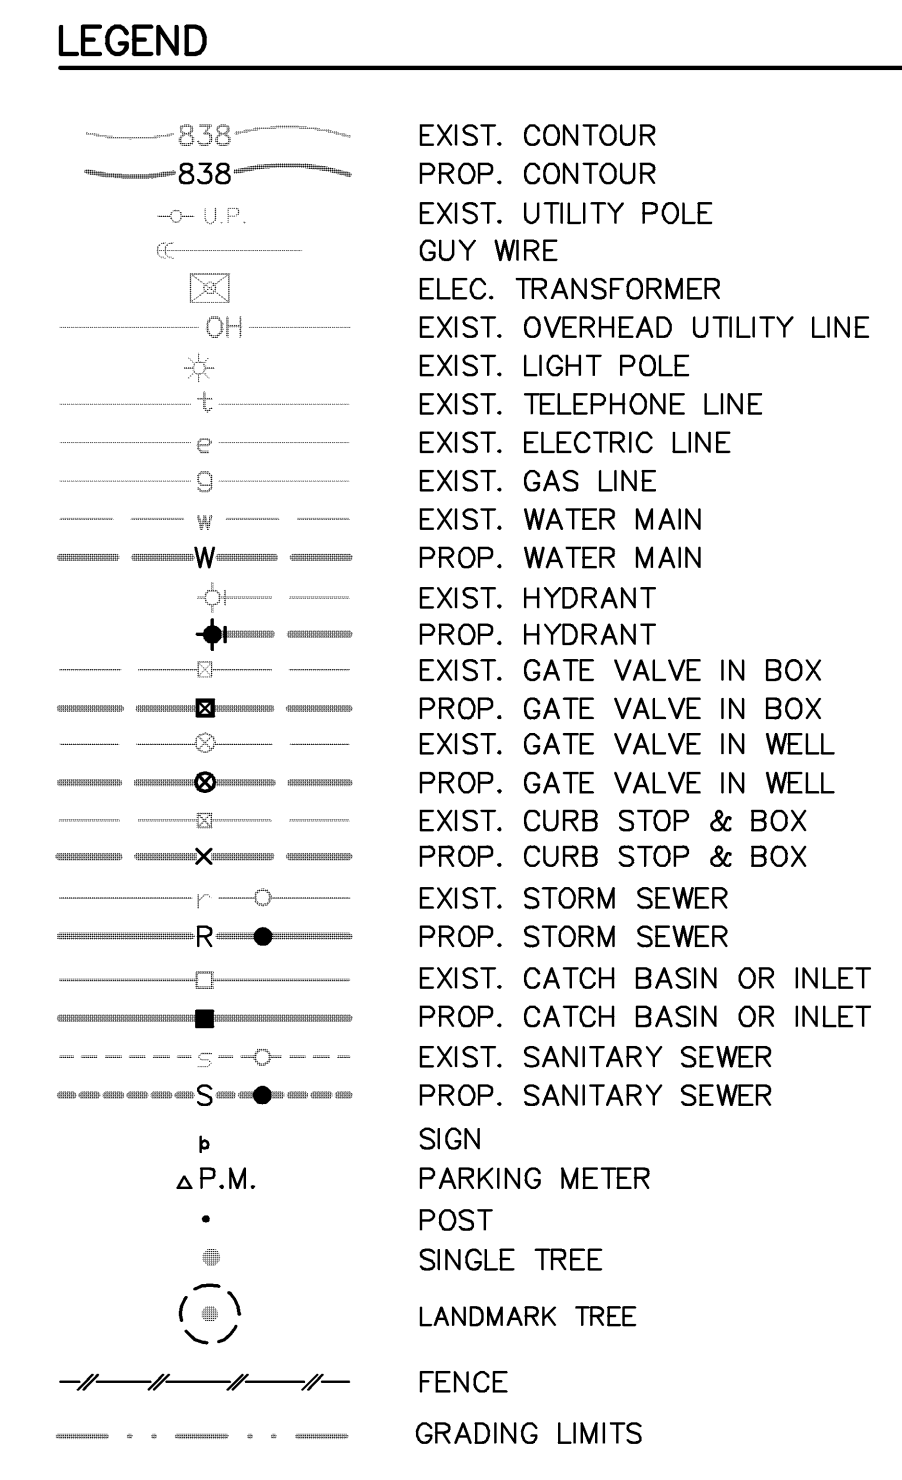 LEGEND
838 EXIST. CONTOUR
838 PROP. CONTOUR
U.P. EXIST. UTILITY POLE
GUY WIRE
ELEC. TRANSFORMER
OH EXIST. OVERHEAD UTILITY LINE
EXIST. LIGHT POLE
t EXIST. TELEPHONE LINE
e EXIST. ELECTRIC LINE
g EXIST. GAS LINE
w EXIST. WATER MAIN
W PROP. WATER MAIN
EXIST. HYDRANT
PROP. HYDRANT
EXIST. GATE VALVE IN BOX
PROP. GATE VALVE IN BOX
EXIST. GATE VALVE IN WELL
PROP. GATE VALVE IN WELL
EXIST. CURB STOP & BOX
PROP. CURB STOP & BOX
r EXIST. STORM SEWER
R PROP. STORM SEWER
EXIST. CATCH BASIN OR INLET
PROP. CATCH BASIN OR INLET
s EXIST. SANITARY SEWER
S PROP. SANITARY SEWER
SIGN
P.M. PARKING METER
POST
SINGLE TREE
LANDMARK TREE
FENCE
GRADING LIMITS